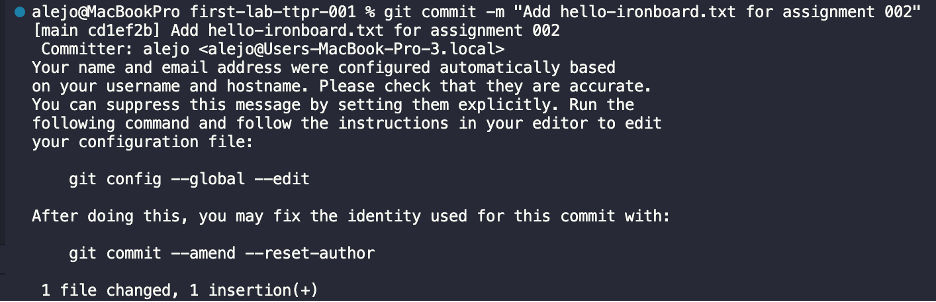 alejo@MacBookPro first-lab-ttpr-001 % git commit -m "Add hello-ironboard.txt for assignment 002"
[main cd1ef2b] Add hello-ironboard.txt for assignment 002
 Committer: alejo <alejo@Users-MacBook-Pro-3.local>
Your name and email address were configured automatically based
on your username and hostname. Please check that they are accurate.
You can suppress this message by setting them explicitly. Run the
following command and follow the instructions in your editor to edit
your configuration file:

    git config --global --edit

After doing this, you may fix the identity used for this commit with:

    git commit --amend --reset-author

 1 file changed, 1 insertion(+)